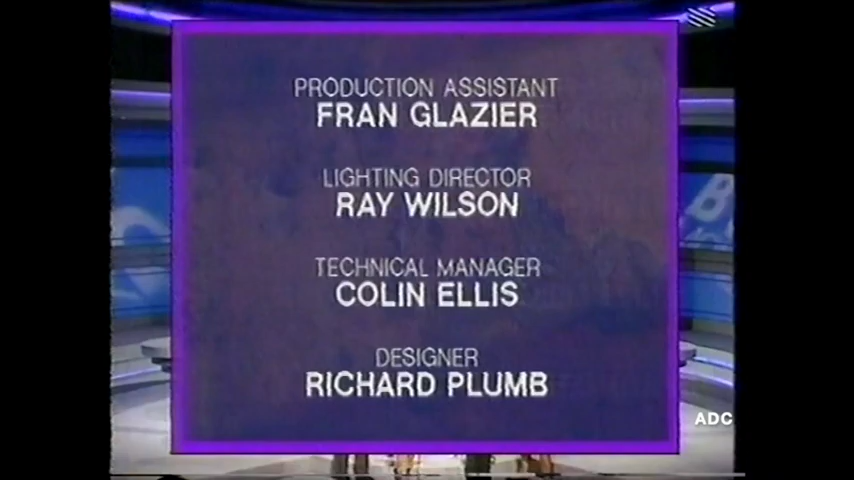 PRODUCTION ASSISTANT
FRAN GLAZIER
LIGHTING DIRECTOR
RAY WILSON
TECHNICAL MANAGER
COLIN ELLIS
DESIGNER
RICHARD PLUMB
ADC